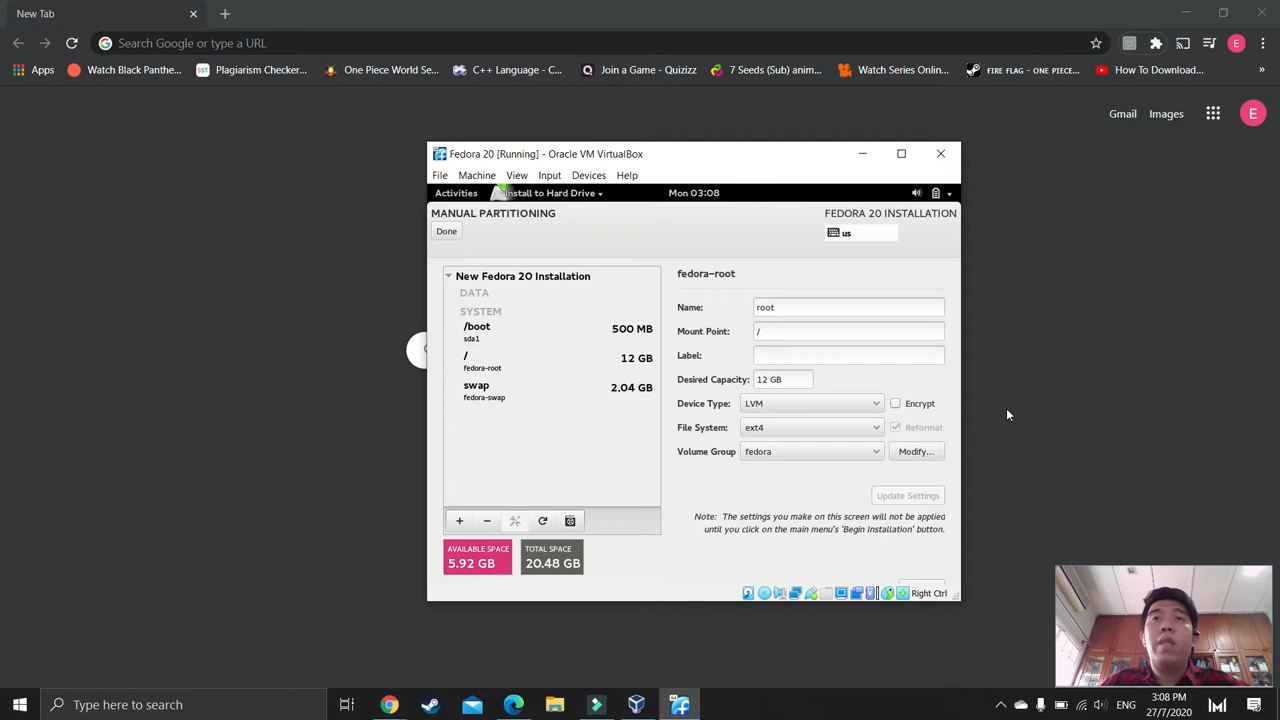 New Tab
Search Google or type a URL
Apps
Watch Black Panthe...
SST
Plagiarism Checker...
One Piece World Se...
C++ Language - C...
Join a Game - Quizizz
7 Seeds (Sub) anim...
Watch Series Onlin...
FIRE FLAG - ONE PIECE...
How To Download...
»
Gmail
Images
E
Fedora 20 [Running] - Oracle VM VirtualBox
File Machine View Input Devices Help
Activities
Install to Hard Drive
Mon 03:08
MANUAL PARTITIONING
FEDORA 20 INSTALLATION
Done
us
New Fedora 20 Installation
DATA
SYSTEM
/boot 500 MB
sda1
/ 12 GB
fedora-root
swap 2.04 GB
fedora-swap
+ -
AVAILABLE SPACE
5.92 GB
TOTAL SPACE
20.48 GB
fedora-root
Name: root
Mount Point: /
Label:
Desired Capacity: 12 GB
Device Type: LVM Encrypt
File System: ext4 Reformat
Volume Group fedora Modify...
Update Settings
Note: The settings you make on this screen will not be applied
until you click on the main menu's 'Begin Installation' button.
Right Ctrl
Type here to search
3:08 PM
27/7/2020